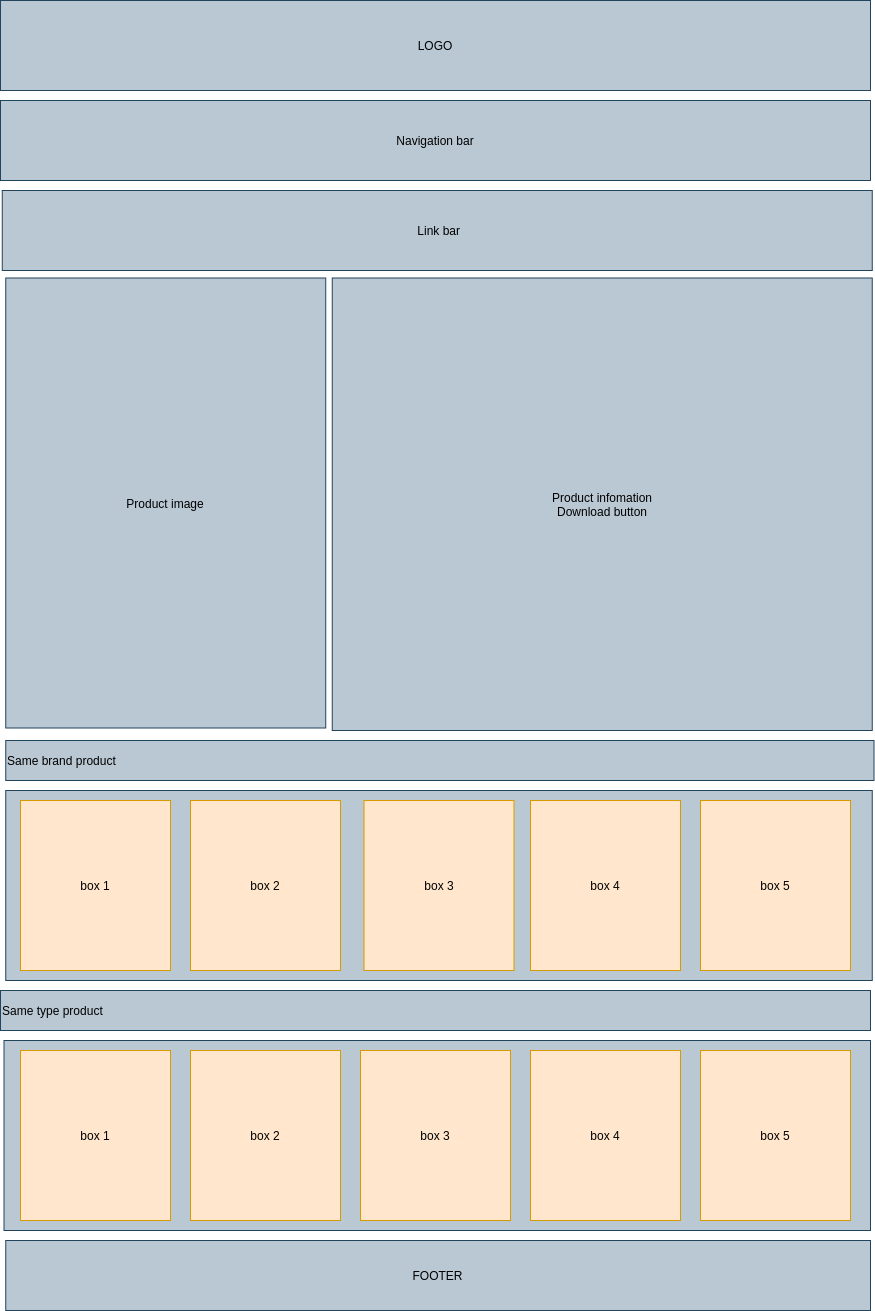 LOGO
Navigation bar
Link bar
Product image
Product infomation
Download button
Same brand product
box 1
box 2
box 3
box 4
box 5
Same type product
box 1
box 2
box 3
box 4
box 5
FOOTER